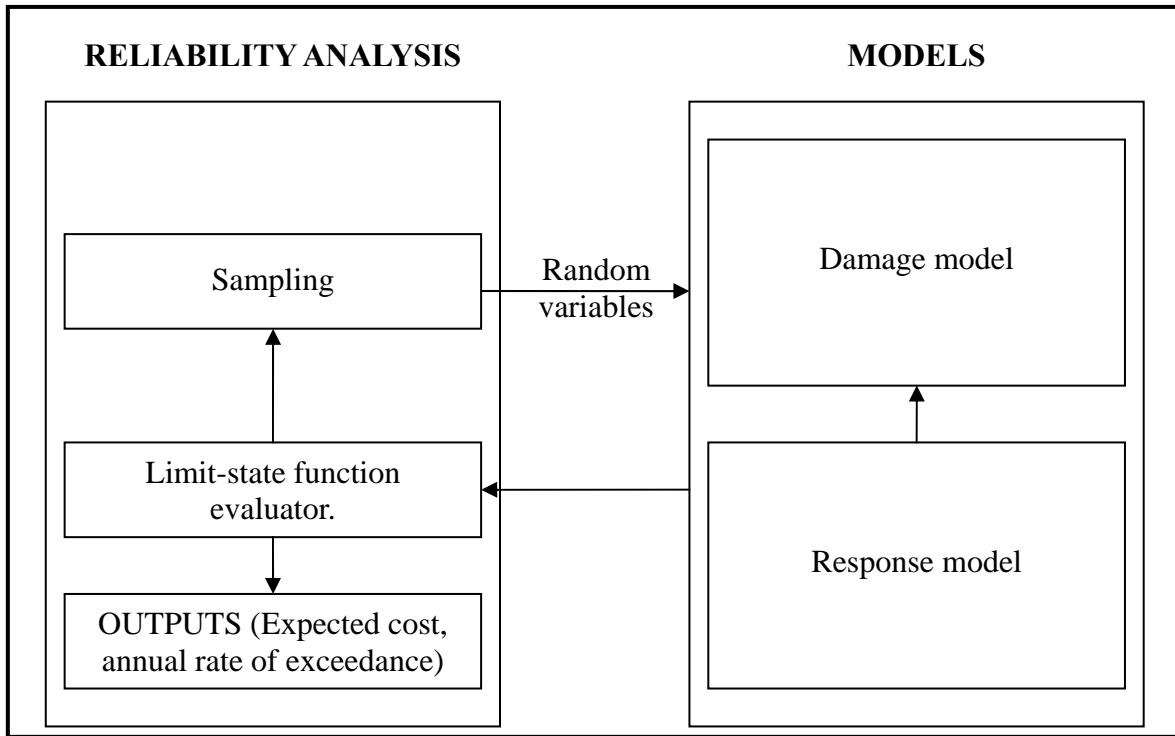 RELIABILITY ANALYSIS
MODELS
Sampling
Random
variables
Damage model
Limit-state function
evaluator.
Response model
OUTPUTS (Expected cost,
annual rate of exceedance)